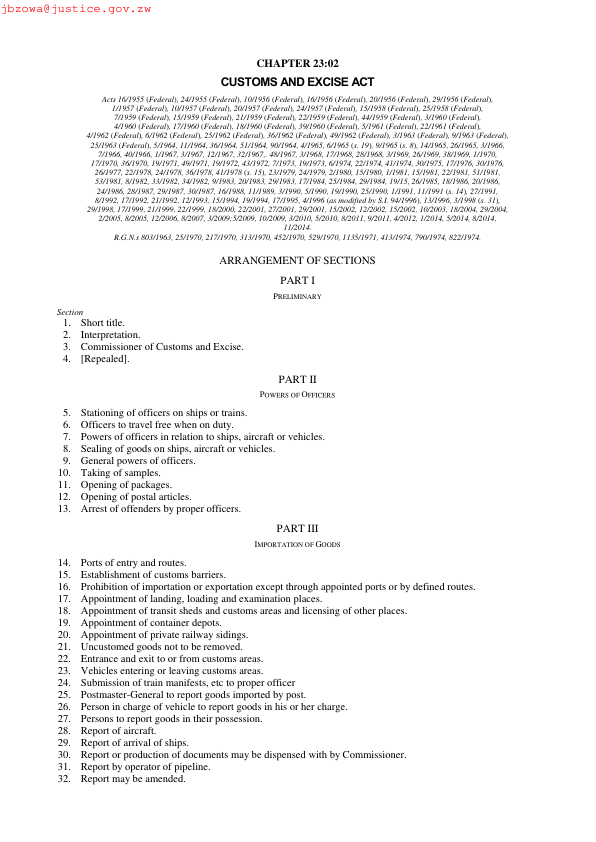 jbzowa@justice.gov.zw
CHAPTER 23:02
CUSTOMS AND EXCISE ACT
Acts 16/1955 (Federal), 24/1955 (Federal), 10/1956 (Federal), 16/1956 (Federal), 20/1956 (Federal), 29/1956 (Federal),
1/1957 (Federal), 10/1957 (Federal), 20/1957 (Federal), 24/1957 (Federal), 15/1958 (Federal), 25/1958 (Federal),
7/1959 (Federal), 15/1959 (Federal), 21/1959 (Federal), 22/1959 (Federal), 44/1959 (Federal), 3/1960 (Federal),
4/1960 (Federal), 17/1960 (Federal), 18/1960 (Federal), 39/1960 (Federal), 5/1961 (Federal), 22/1961 (Federal),
4/1962 (Federal), 6/1962 (Federal), 25/1962 (Federal), 36/1962 (Federal), 49/1962 (Federal), 3/1963 (Federal), 9/1963 (Federal),
25/1963 (Federal), 5/1964, 11/1964, 36/1964, 51/1964, 90/1964, 4/1965, 6/1965 (s. 19), 9/1965 (s. 8), 14/1965, 26/1965, 3/1966,
7/1966, 40/1966, 1/1967, 3/1967, 12/1967, 32/1967, 48/1967, 3/1968, 17/1968, 28/1968, 3/1969, 26/1969, 38/1969, 1/1970,
17/1970, 36/1970, 19/1971, 49/1971, 19/1972, 43/1972, 7/1973, 19/1973, 6/1974, 22/1974, 41/1974, 30/1975, 17/1976, 30/1976,
26/1977, 22/1978, 24/1978, 36/1978, 41/1978 (s. 15), 23/1979, 24/1979, 2/1980, 15/1980, 1/1981, 15/1981, 22/1981, 51/1981,
53/1981, 8/1982, 33/1982, 34/1982, 9/1983, 20/1983, 29/1983, 17/1984, 25/1984, 29/1984, 19/15, 26/1985, 18/1986, 20/1986,
24/1986, 28/1987, 29/1987, 30/1987, 16/1988, 11/1989, 3/1990, 5/1990, 19/1990, 25/1990, 1/1991, 11/1991 (s. 14), 27/1991,
8/1992, 17/1992, 21/1992, 12/1993, 15/1994, 19/1994, 17/1995, 4/1996 (as modified by S.I. 94/1996), 13/1996, 3/1998 (s. 31),
29/1998, 17/1999, 21/1999, 22/1999, 18/2000, 22/2001, 27/2001, 29/2001, 15/2002, 12/2002, 15/2002, 10/2003, 18/2004, 29/2004,
2/2005, 8/2005, 12/2006, 8/2007, 3/2009;5/2009, 10/2009, 3/2010, 5/2010, 8/2011, 9/2011, 4/2012, 1/2014, 5/2014, 8/2014,
11/2014.
R.G.N.s 803/1963, 25/1970, 217/1970, 313/1970, 452/1970, 529/1970, 1135/1971, 413/1974, 790/1974, 822/1974.
ARRANGEMENT OF SECTIONS
PART I
PRELIMINARY
Section
1. Short title.
2. Interpretation.
3. Commissioner of Customs and Excise.
4. [Repealed].
PART II
POWERS OF OFFICERS
5. Stationing of officers on ships or trains.
6. Officers to travel free when on duty.
7. Powers of officers in relation to ships, aircraft or vehicles.
8. Sealing of goods on ships, aircraft or vehicles.
9. General powers of officers.
10. Taking of samples.
11. Opening of packages.
12. Opening of postal articles.
13. Arrest of offenders by proper officers.
PART III
IMPORTATION OF GOODS
14. Ports of entry and routes.
15. Establishment of customs barriers.
16. Prohibition of importation or exportation except through appointed ports or by defined routes.
17. Appointment of landing, loading and examination places.
18. Appointment of transit sheds and customs areas and licensing of other places.
19. Appointment of container depots.
20. Appointment of private railway sidings.
21. Uncustomed goods not to be removed.
22. Entrance and exit to or from customs areas.
23. Vehicles entering or leaving customs areas.
24. Submission of train manifests, etc to proper officer
25. Postmaster-General to report goods imported by post.
26. Person in charge of vehicle to report goods in his or her charge.
27. Persons to report goods in their possession.
28. Report of aircraft.
29. Report of arrival of ships.
30. Report or production of documents may be dispensed with by Commissioner.
31. Report by operator of pipeline.
32. Report may be amended.